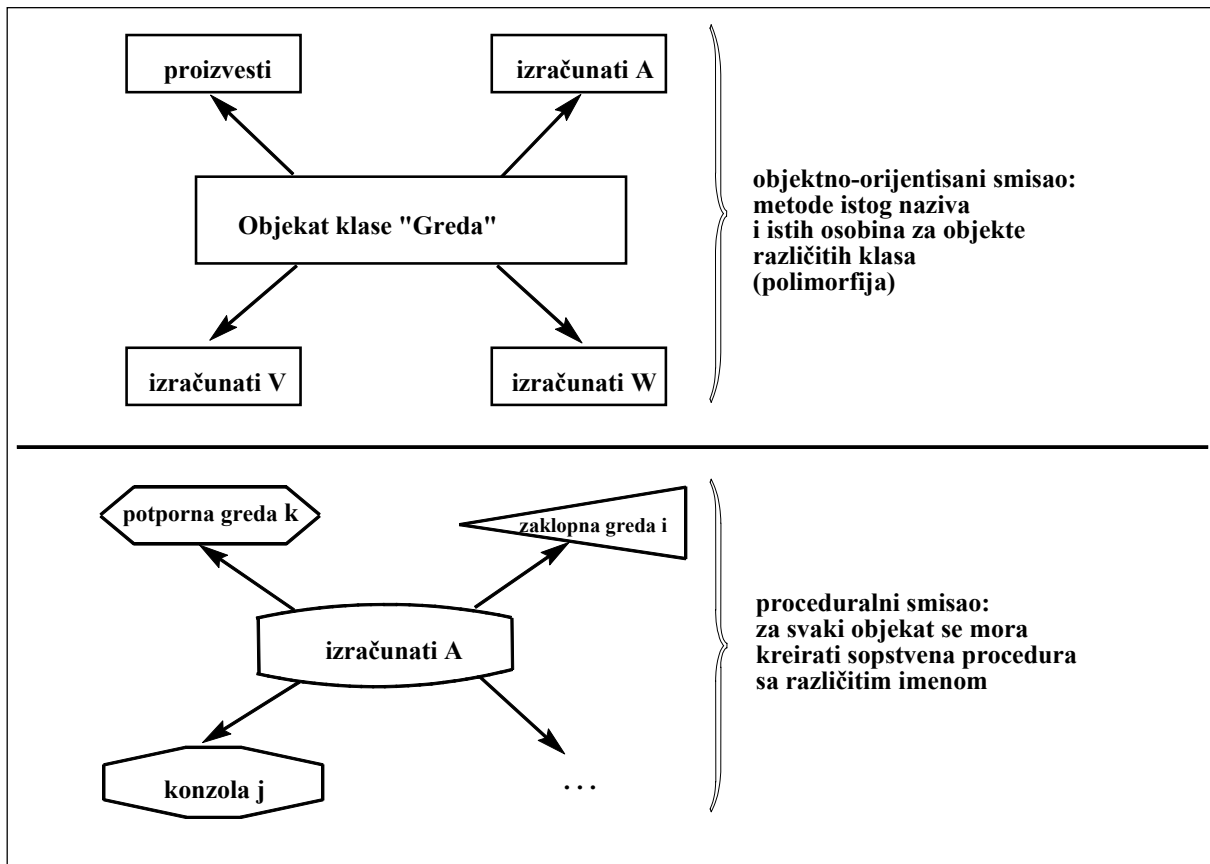 proizvesti
izračunati A
Objekat klase "Greda"
izračunati V
izračunati W
objektno-orijentisani smisao:
metode istog naziva
i istih osobina za objekte
različitih klasa
(polimorfija)
potporna greda k
zaklopna greda i
izračunati A
konzola j
. . .
proceduralni smisao:
za svaki objekat se mora
kreirati sopstvena procedura
sa različitim imenom